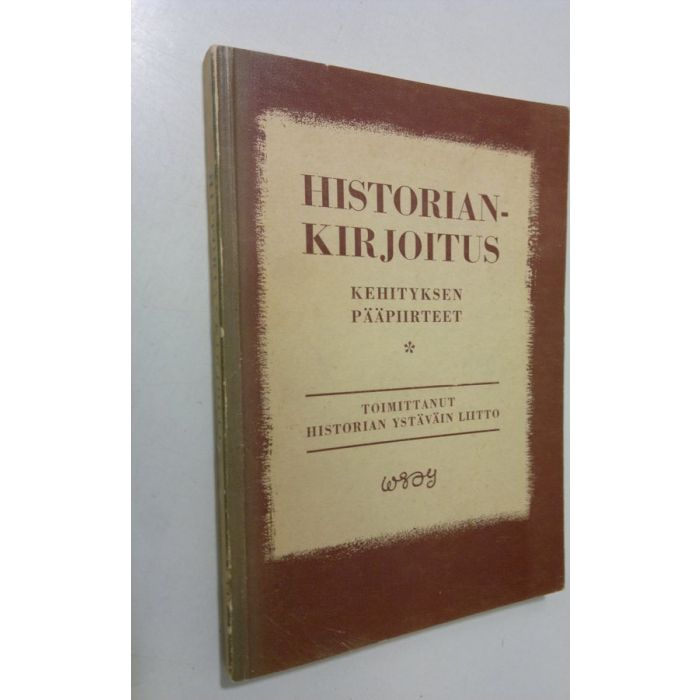 HISTORIAN-
KIRJOITUS
KEHITYKSEN
PÄÄPIIRTEET
*
TOIMITTANUT
HISTORIAN YSTÄVÄIN LIITTO
WSOY